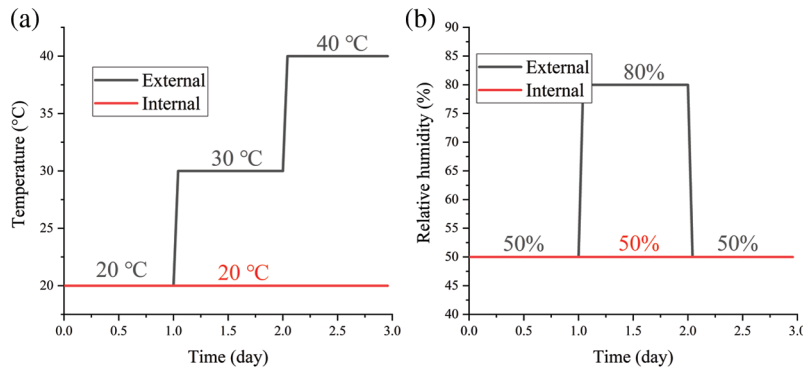 (a)
40 °C
External
Internal
30 °C
20 °C
20 °C
Temperature (°C)
40
35
30
25
20
0.0
0.5
1.0
1.5
2.0
2.5
3.0
Time (day)
(b)
External
Internal
80%
50%
50%
50%
Relative humidity (%)
90
85
80
75
70
65
60
55
50
45
40
0.0
0.5
1.0
1.5
2.0
2.5
3.0
Time (day)